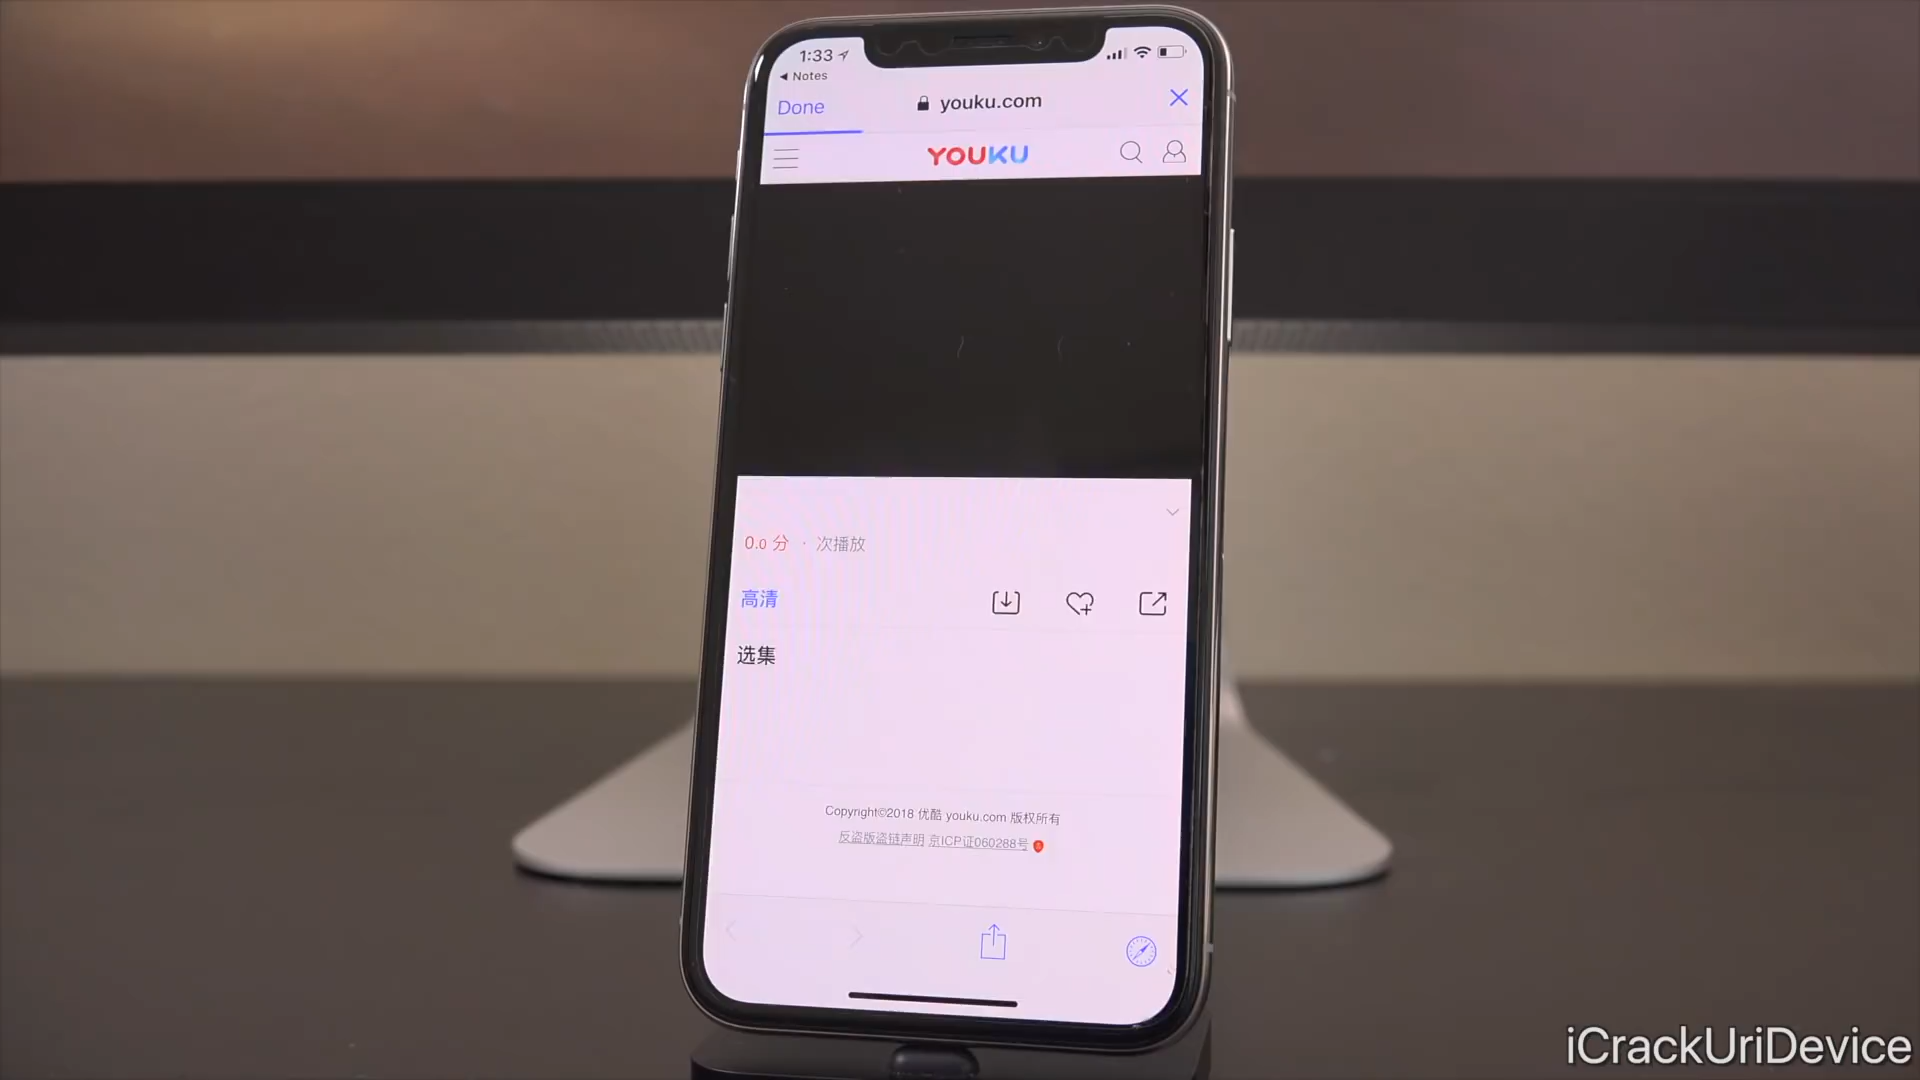 1:33
Notes
Done
youku.com
YOUKU
0.0 分 · 次播放
高清
选集
Copyright©2018 优酷 youku.com 版权所有
反盗版盗链声明 京ICP证060288号
iCrackUriDevice